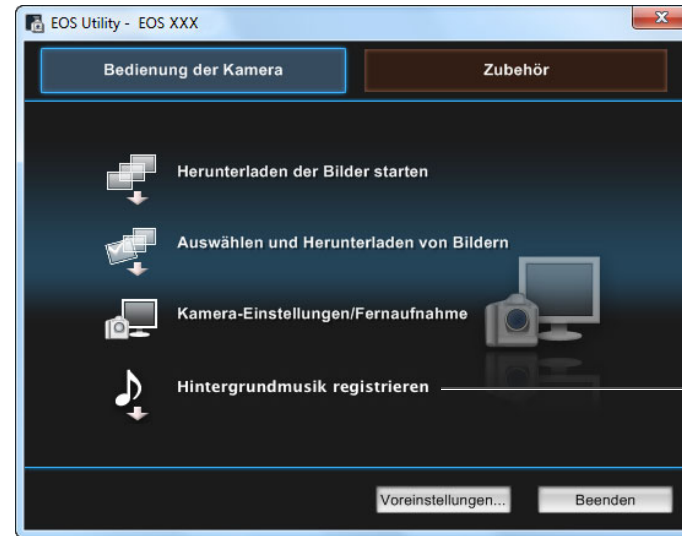 EOS Utility - EOS XXX
Bedienung der Kamera
Zubehör
Herunterladen der Bilder starten
Auswählen und Herunterladen von Bildern
Kamera-Einstellungen/Fernaufnahme
Hintergrundmusik registrieren
Voreinstellungen...
Beenden